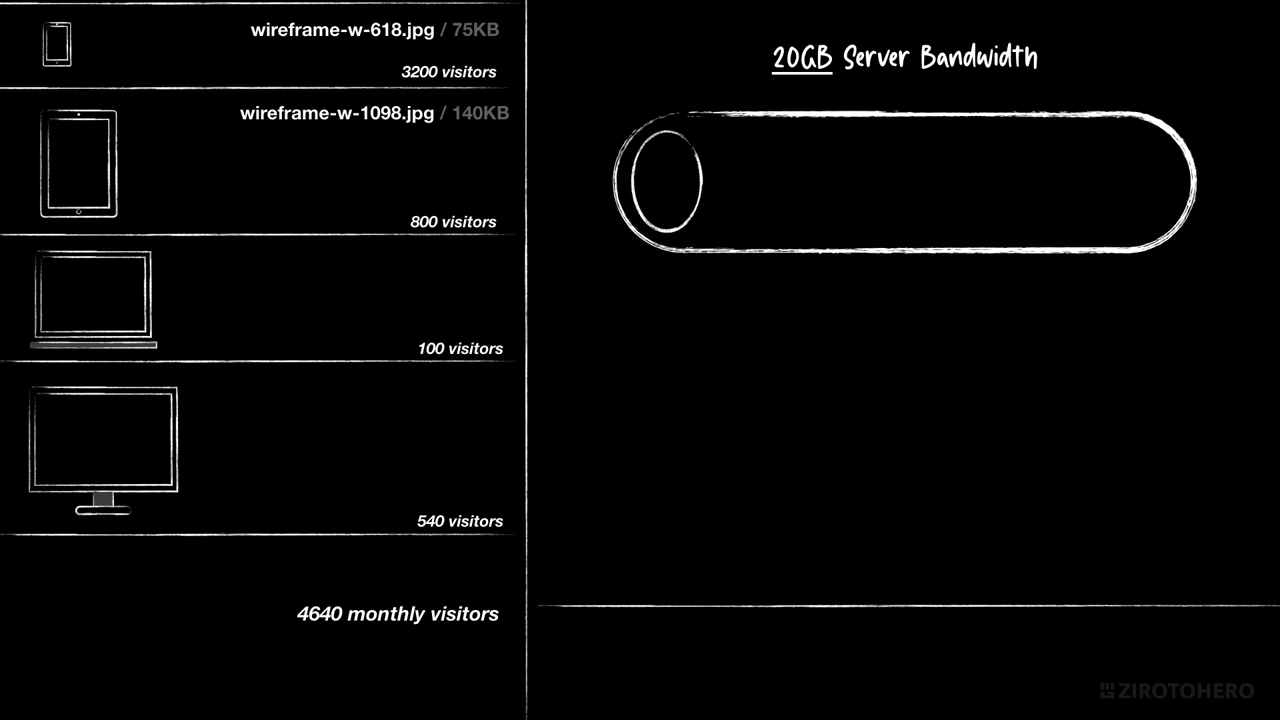 wireframe-w-618.jpg / 75KB
3200 visitors
wireframe-w-1098.jpg / 140KB
800 visitors
100 visitors
540 visitors
4640 monthly visitors
20GB Server Bandwidth
ZIROTOHERO